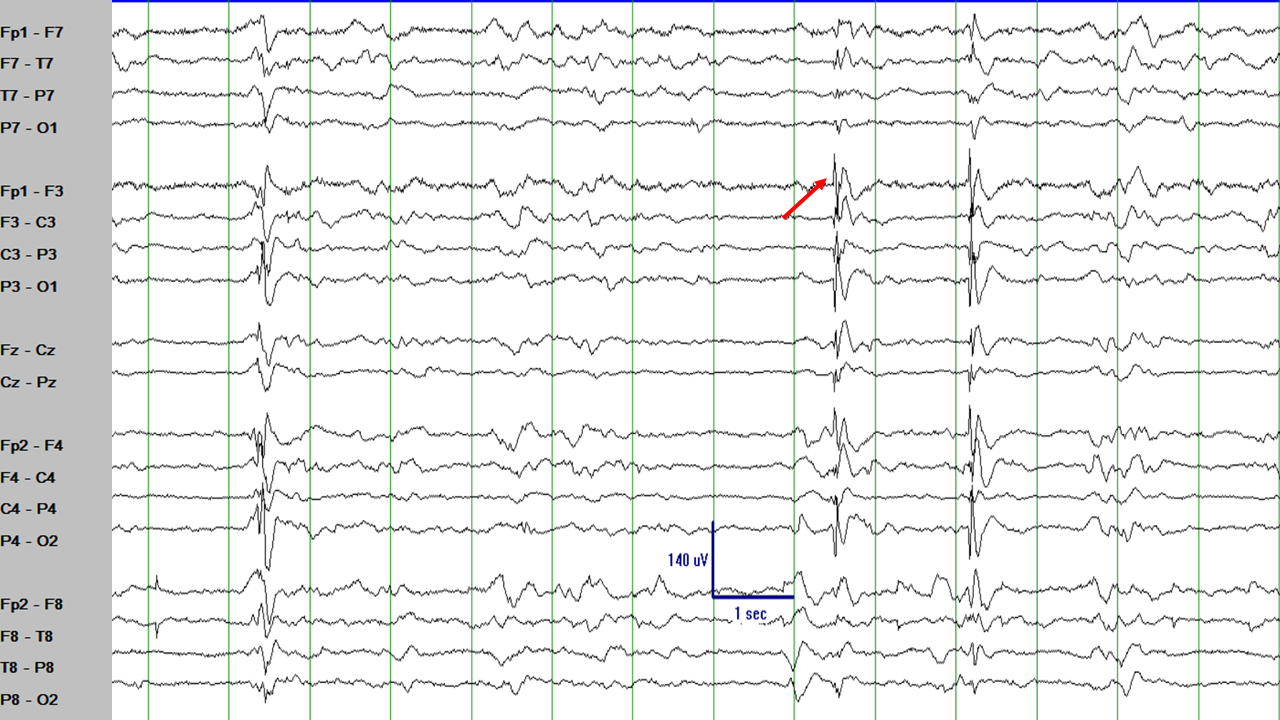 Fp1 - F7
F7 - T7
T7 - P7
P7 - O1
Fp1 - F3
F3 - C3
C3 - P3
P3 - O1
Fz - Cz
Cz - Pz
Fp2 - F4
F4 - C4
C4 - P4
P4 - O2
140 uV
Fp2 - F8
1 sec
F8 - T8
T8 - P8
P8 - O2